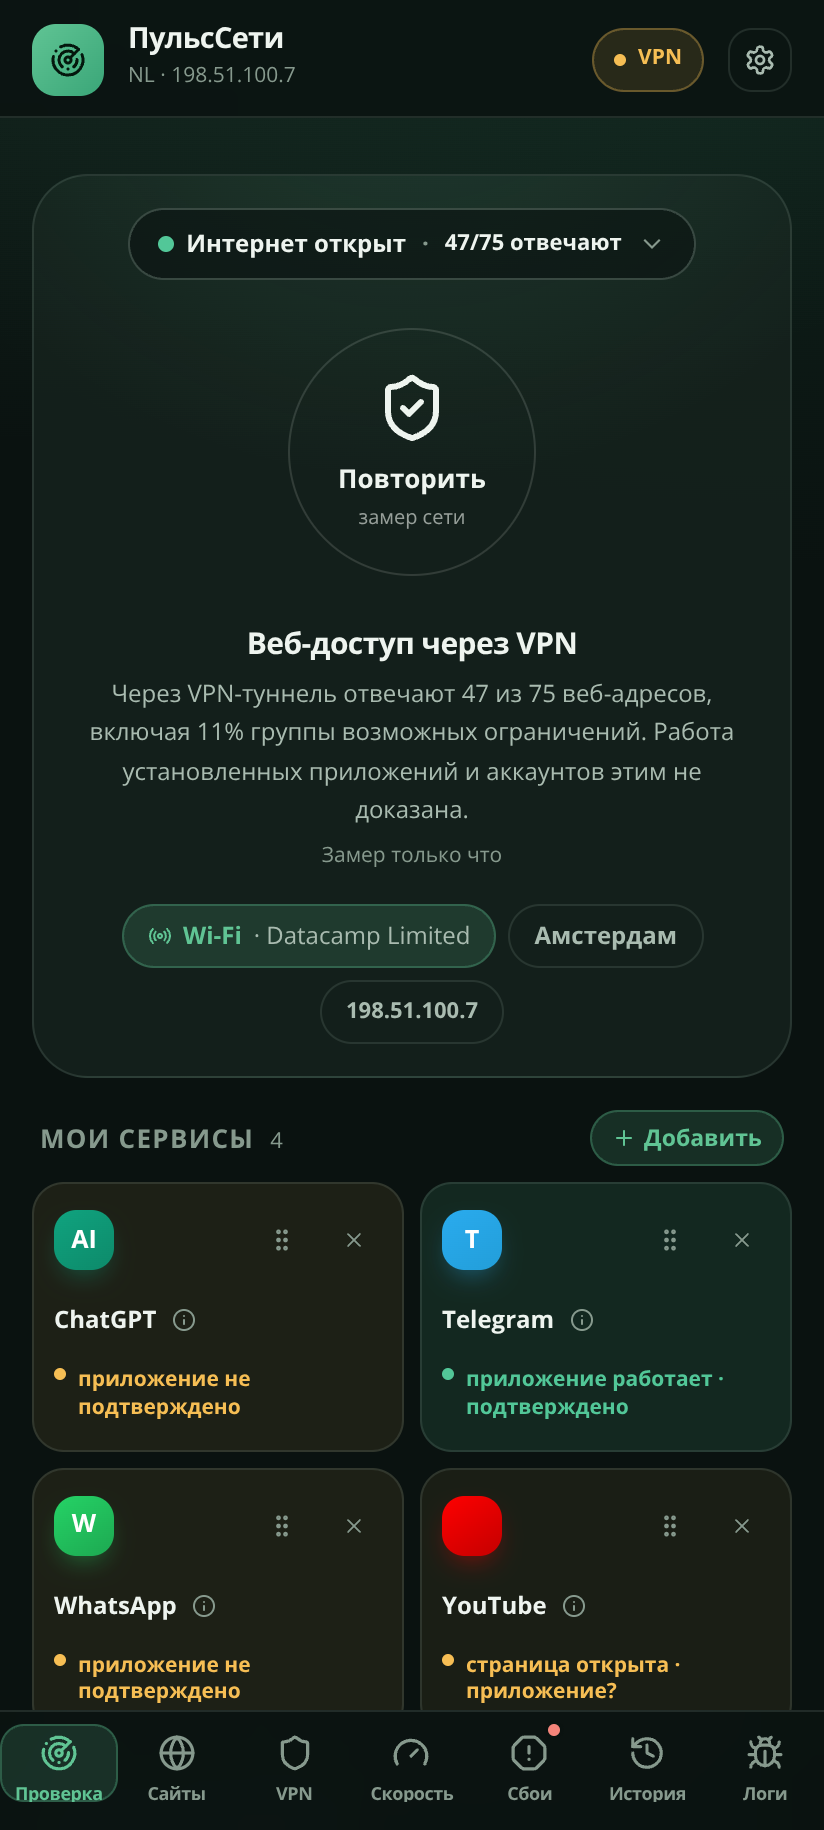 ПульсСети
NL · 198.51.100.7
VPN
Интернет открыт · 47/75 отвечают
Повторить
замер сети
Веб-доступ через VPN
Через VPN-туннель отвечают 47 из 75 веб-адресов,
включая 11% группы возможных ограничений. Работа
установленных приложений и аккаунтов этим не
доказана.
Замер только что
Wi-Fi · Datacamp Limited
Амстердам
198.51.100.7
МОИ СЕРВИСЫ 4
+ Добавить
AI
ChatGPT
приложение не
подтверждено
T
Telegram
приложение работает ·
подтверждено
W
WhatsApp
приложение не
подтверждено
YouTube
страница открыта ·
приложение?
Проверка
Сайты
VPN
Скорость
Сбои
История
Логи